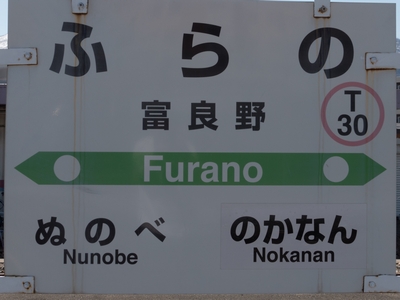 ふらの
富良野
T
30
Furano
ぬのべ
Nunobe
のかなん
Nokanan